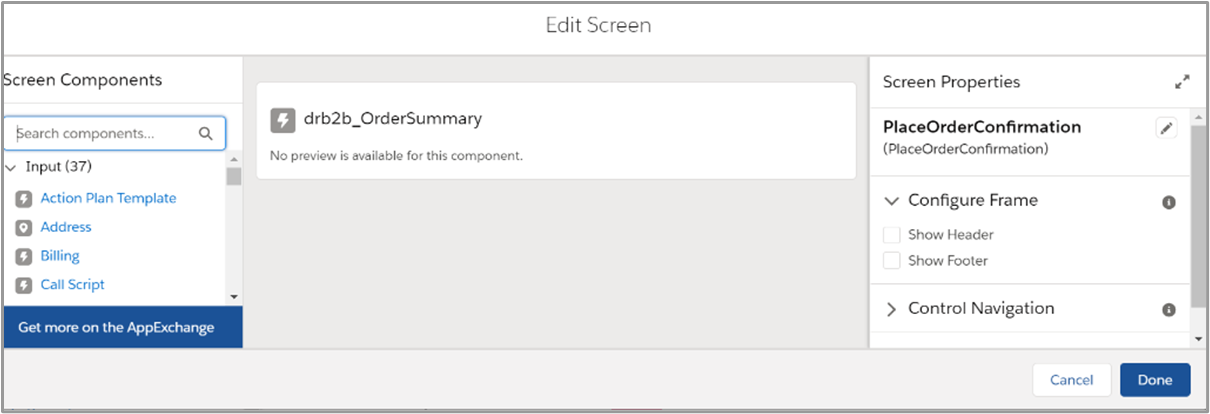 Edit Screen
Screen Components
Search components...
Input (37)
Action Plan Template
Address
Billing
Call Script
Get more on the AppExchange
drb2b_OrderSummary
No preview is available for this component.
Screen Properties
PlaceOrderConfirmation
(PlaceOrderConfirmation)
Configure Frame
Show Header
Show Footer
Control Navigation
Cancel
Done